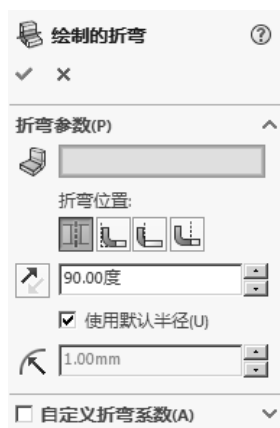 绘制的折弯
折弯参数(P)
折弯位置:
90.00度
使用默认半径(U)
1.00mm
自定义折弯系数(A)